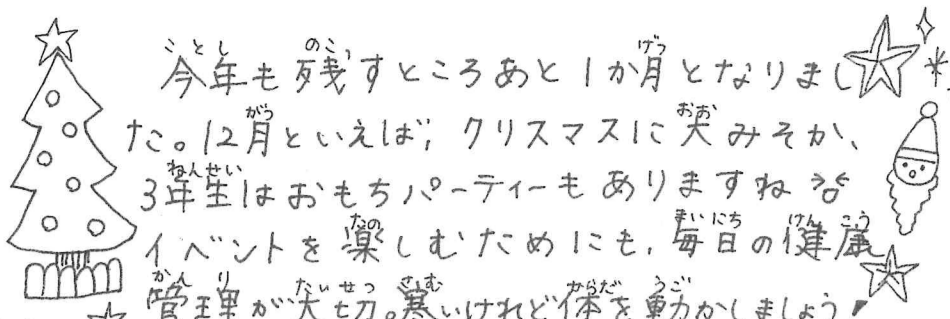 今年も残すところあと1か月となりまし
た。12月といえば、クリスマスに大みそか、
3年生はおもちパーティーもありますね
イベントを楽しむためにも、毎日の健康
管理が大切。寒いけれど体を動かしましょう